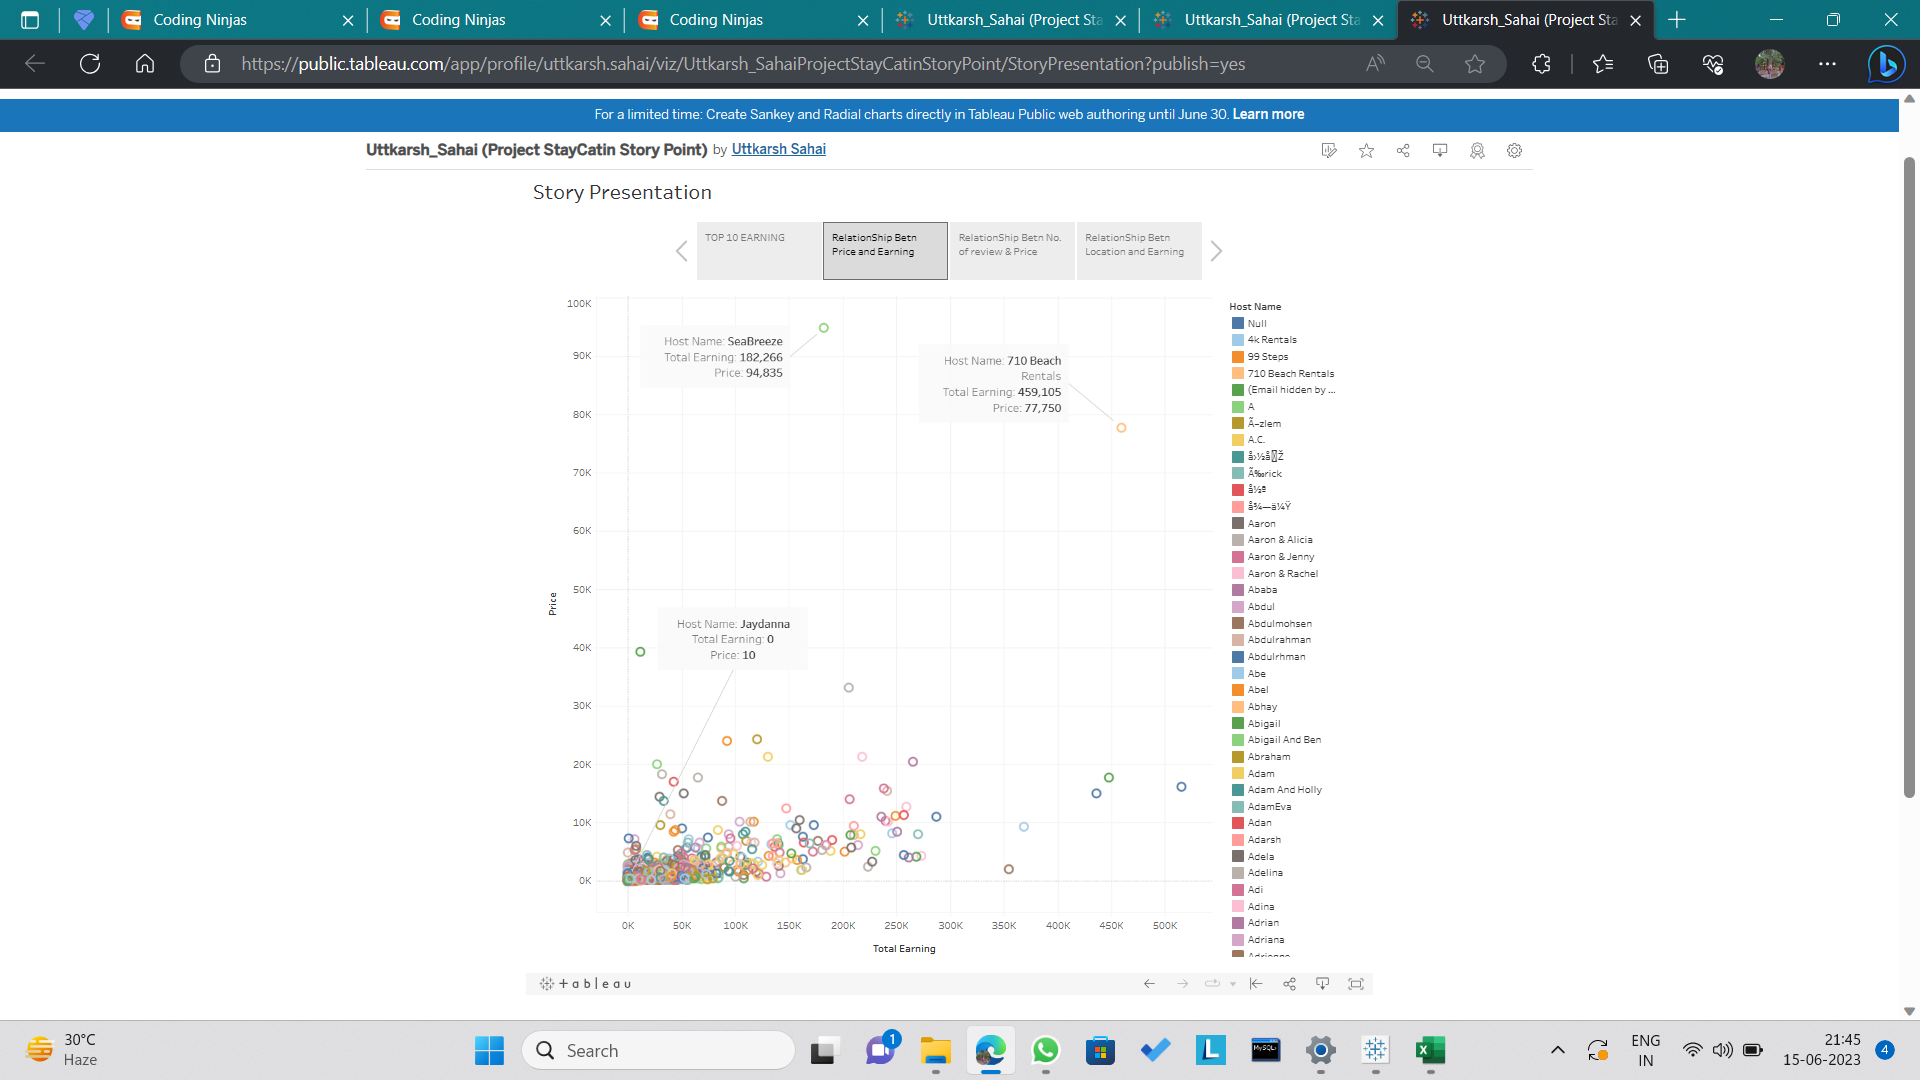 Coding Ninjas
Coding Ninjas
Coding Ninjas
Uttkarsh_Sahai (Project Sta
Uttkarsh_Sahai (Project Sta
Uttkarsh_Sahai (Project Sta
https://public.tableau.com/app/profile/uttkarsh.sahai/viz/Uttkarsh_SahaiProjectStayCatinStoryPoint/StoryPresentation?publish=yes
For a limited time: Create Sankey and Radial charts directly in Tableau Public web authoring until June 30. Learn more
Uttkarsh_Sahai (Project StayCatin Story Point) by Uttkarsh Sahai
Story Presentation
TOP 10 EARNING
RelationShip Betn
Price and Earning
RelationShip Betn No.
of review & Price
RelationShip Betn
Location and Earning
100K
90K
80K
70K
60K
50K
40K
30K
20K
10K
0K
Price
Host Name: SeaBreeze
Total Earning: 182,266
Price: 94,835
Host Name: 710 Beach
Rentals
Total Earning: 459,105
Price: 77,750
Host Name: Jaydanna
Total Earning: 0
Price: 10
0K 50K 100K 150K 200K 250K 300K 350K 400K 450K 500K
Total Earning
Host Name
Null
4k Rentals
99 Steps
710 Beach Rentals
(Email hidden by ...
A
Ã–zlem
A.C.
Ã‰rick
å½ª
å¾—ä¼Ÿ
Aaron
Aaron & Alicia
Aaron & Jenny
Aaron & Rachel
Ababa
Abdul
Abdulmohsen
Abdulrahman
Abdulrhman
Abe
Abel
Abhay
Abigail
Abigail And Ben
Abraham
Adam
Adam And Holly
AdamEva
Adan
Adarsh
Adela
Adelina
Adi
Adina
Adrian
Adriana
Adrienne
+ a b | e a u
30°C
Haze
Search
1
L
MySQL
ENG
IN
21:45
15-06-2023
4